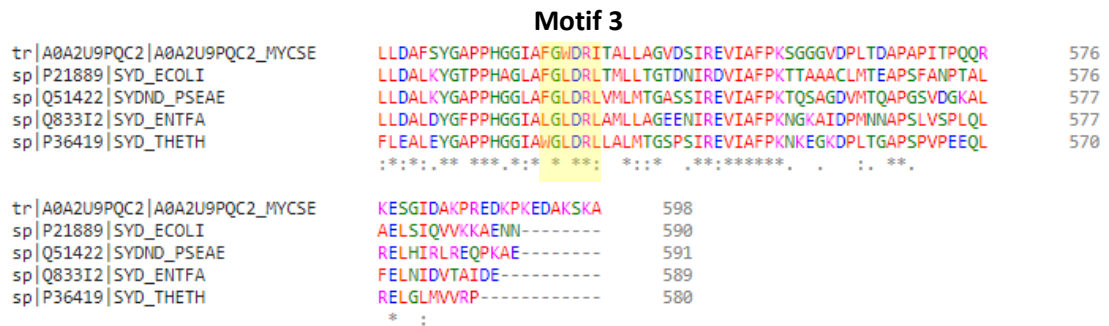 Motif 3
tr|A0A2U9PQC2|A0A2U9PQC2_MYCSE LLDAFSYGAPPHGGIAFGWDRITALLAGVDSIREVIAFPKSGGGVDPLTDAPAPITPQQR 576
sp|P21889|SYD_ECOLI LLDALKYGTPPHAGLAFGLDRLTMLLTGTDNIRDVIAFPKTTAAACLMTEAPSFANPTAL 576
sp|Q51422|SYDND_PSEAE LLDALKYGAPPHGGLAFGLDRLVMLMTGASSIREVIAFPKTQSAGDVMTQAPGSVDGKAL 577
sp|Q833I2|SYD_ENTFA LLDALDYGFPPHGGIALGLDRLAMLLAGEENIREVIAFPKNGKAIDPMNNAPSLVSPLQL 577
sp|P36419|SYD_THETH FLEALEYGAPPHGGIAWGLDRLLALMTGSPSIREVIAFPKNKEGKDPLTGAPSPVPEEQL 570
:*:*:.** ***.*:* * **: *::* .**:******. . :. **.
tr|A0A2U9PQC2|A0A2U9PQC2_MYCSE KESGIDAKPREDKPKEDAKSKA 598
sp|P21889|SYD_ECOLI AELSIQVVKKAENN-------- 590
sp|Q51422|SYDND_PSEAE RELHIRLREQPKAE-------- 591
sp|Q833I2|SYD_ENTFA FELNIDVTAIDE---------- 589
sp|P36419|SYD_THETH RELGLMVVRP------------ 580
* :